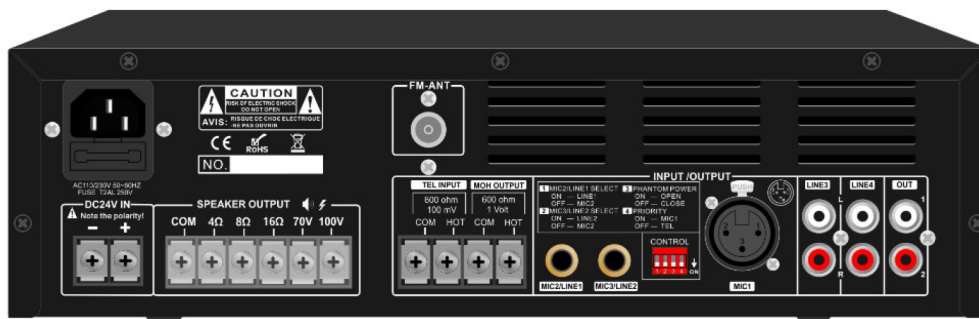 CAUTION
RISK OF ELECTRIC SHOCK
DO NOT OPEN
AVIS: RISQUE DE CHOC ELECTRIQUE
-NE PAS OUVRIR
CE RoHS
NO.
AC110/230V 50~60HZ
FUSE T2AL 250V
DC24V IN
Note the polarity!
− +
SPEAKER OUTPUT
COM 4Ω 8Ω 16Ω 70V 100V
FM-ANT
TEL INPUT
600 ohm
100 mV
COM HOT
MOH OUTPUT
600 ohm
1 Volt
COM HOT
INPUT /OUTPUT
1 MIC2/LINE1 SELECT
ON — LINE1
OFF — MIC2
2 MIC3/LINE2 SELECT
ON — LINE2
OFF — MIC2
3 PHANTOM POWER
ON — OPEN
OFF — CLOSE
4 PRIORITY
ON — MIC1
OFF — TEL
CONTROL
1 2 3 4
ON
MIC2/LINE1
MIC3/LINE2
PUSH
MIC1
LINE3
LINE4
OUT
L
R
1
2